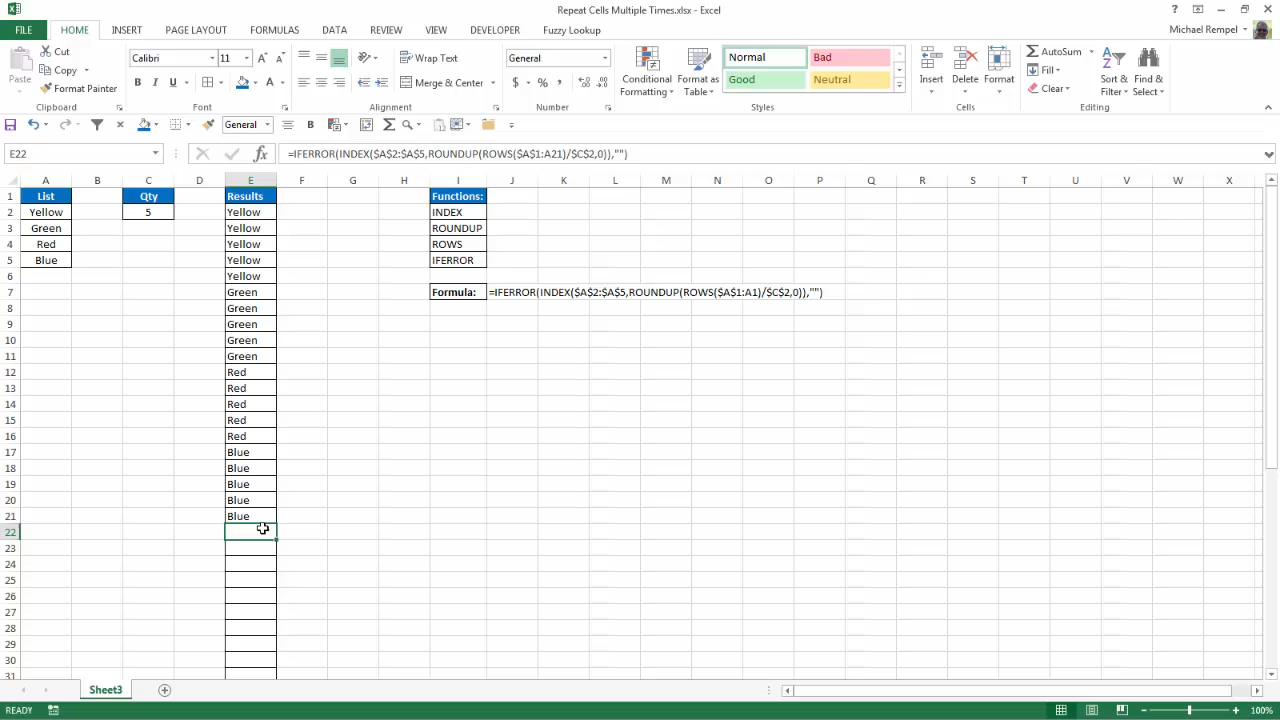 Repeat Cells Multiple Times.xlsx - Excel
FILE HOME INSERT PAGE LAYOUT FORMULAS DATA REVIEW VIEW DEVELOPER Fuzzy Lookup Michael Rempel
Paste
Cut
Copy
Format Painter
Clipboard
Calibri 11
B I U A
Font
Wrap Text
Merge & Center
Alignment
General
$ % ,
Number
Conditional Formatting
Format as Table
Normal Bad
Good Neutral
Styles
Insert Delete Format
Cells
AutoSum
Fill
Clear
Sort & Filter
Find & Select
Editing
General
B
E22 fx =IFERROR(INDEX($A$2:$A$5,ROUNDUP(ROWS($A$1:A21)/$C$2,0)),"")
A B C D E F G H I J K L M N O P Q R S T U V W X
1 List Qty Results Functions:
2 Yellow 5 Yellow INDEX
3 Green Yellow ROUNDUP
4 Red Yellow ROWS
5 Blue Yellow IFERROR
6 Yellow
7 Green Formula: =IFERROR(INDEX($A$2:$A$5,ROUNDUP(ROWS($A$1:A1)/$C$2,0)),"")
8 Green
9 Green
10 Green
11 Green
12 Red
13 Red
14 Red
15 Red
16 Red
17 Blue
18 Blue
19 Blue
20 Blue
21 Blue
22
23
24
25
26
27
28
29
30
31
Sheet3
READY 100%